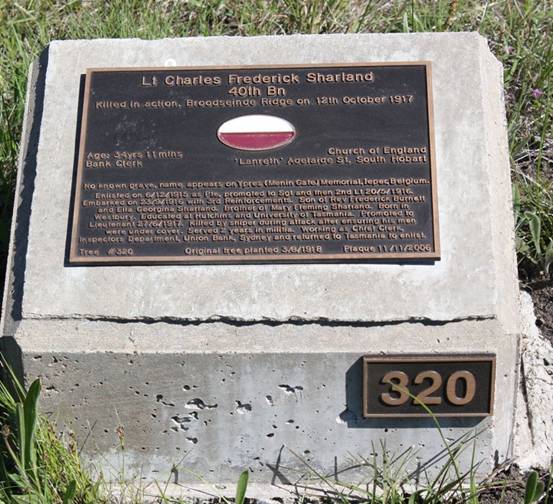 Lt Charles Frederick Sharland
40th Bn
Killed in action, Broodseinde Ridge on 12th October 1917
Age: 34yrs 11mths
Church of England
Bank Clerk
'Lanreth' Adelaide St, South Hobart
No known grave, name appears on Ypres (Menin Gate) Memorial, Ieper, Belgium.
Enlisted on 6/12/1915 as Pte, promoted to Sgt and then 2nd Lt 20/5/1916.
Embarked on 23/9/1916 with 3rd Reinforcements. Son of Rev Frederick Burnett
and Ella Georgina Sharland. Brother of Mary Fleming Sharland. Born in
Westbury. Educated at Hutchins and University of Tasmania. Promoted to
Lieutenant 27/6/1917. Killed by sniper during attack after ensuring his men
were under cover. Served 2 years in militia. Working as Chief Clerk,
Inspectors Department, Union Bank, Sydney and returned to Tasmania to enlist.
Tree #320
Original tree planted 3/8/1918
Plaque 11/11/2006
320